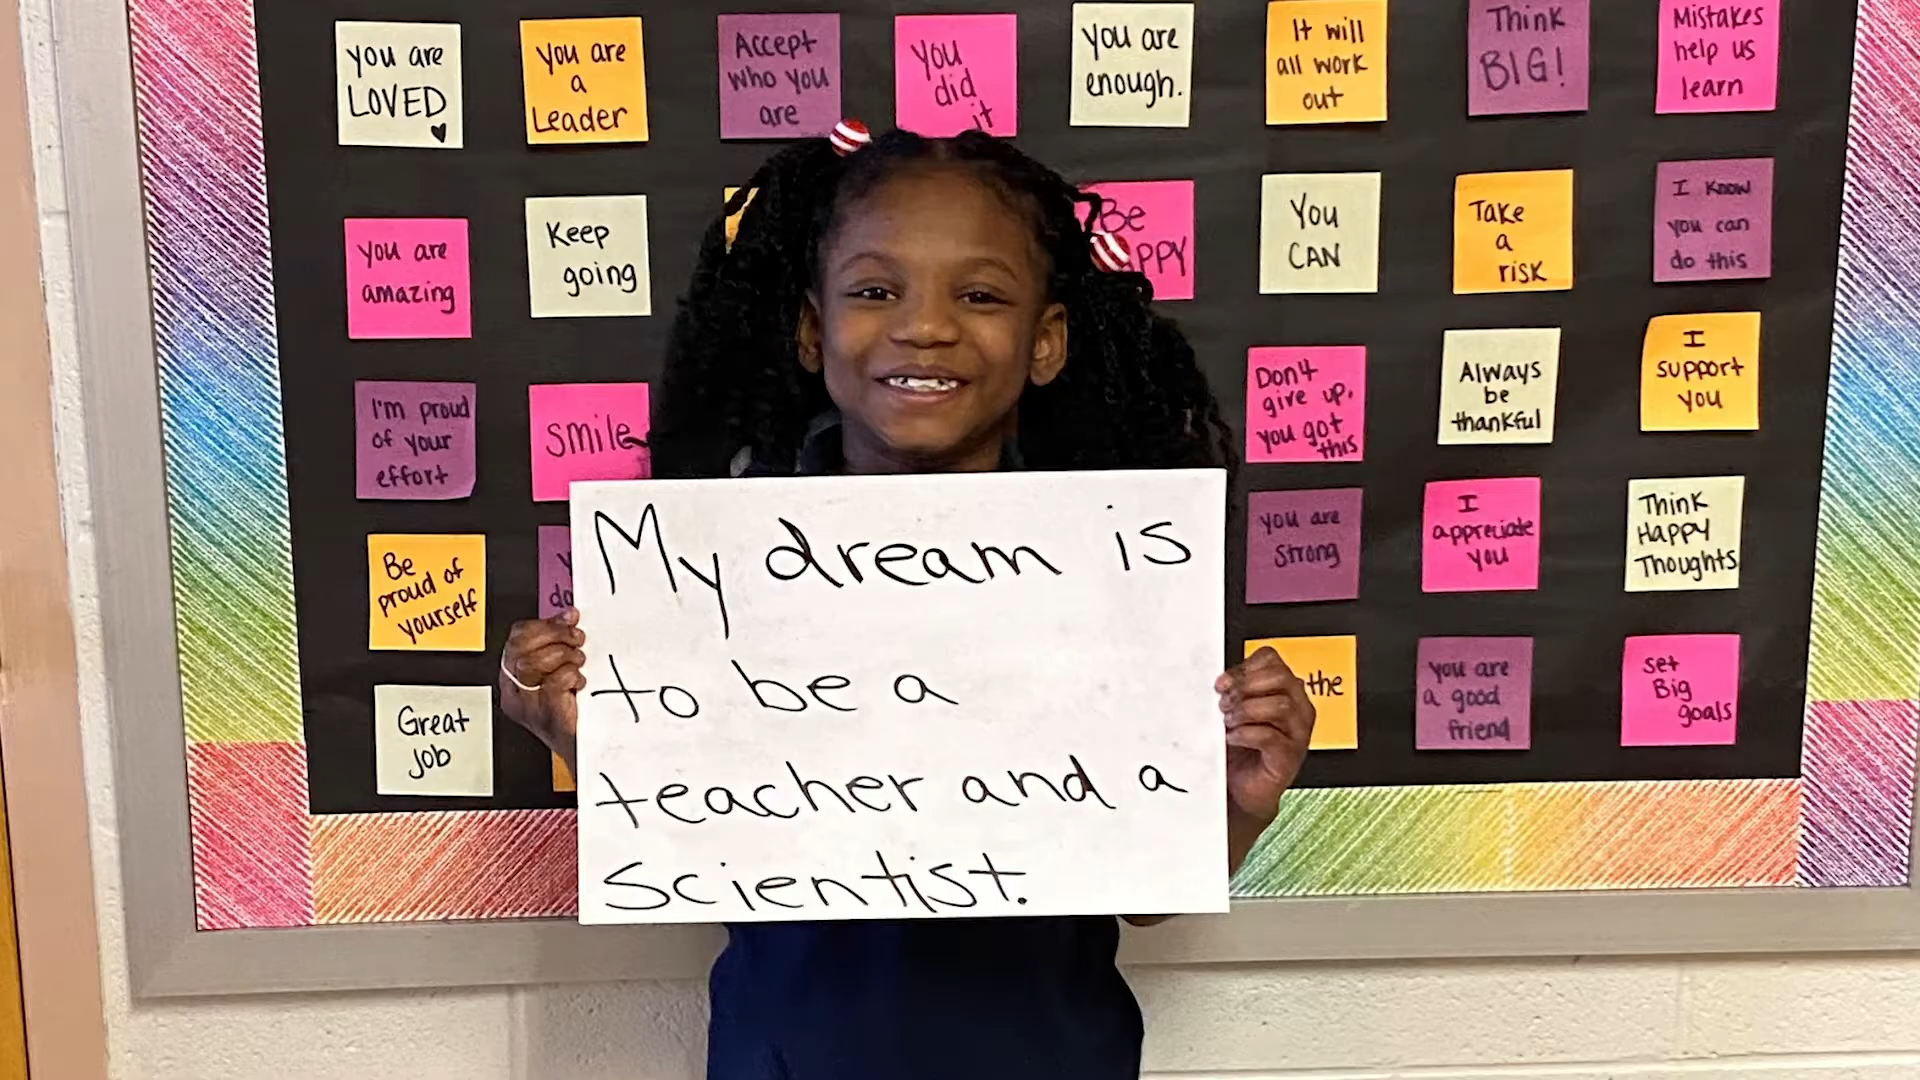 you are
LOVED
you are
a
Leader
Accept
who you
are
you
did
it
you are
enough.
It will
all work
out
Think
BIG!
Mistakes
help us
learn
you are
amazing
Keep
going
Be
You
CAN
Take
a
risk
I know
you can
do this
I'm proud
of your
effort
smile
Don't
give up,
you got
this
Always
be
thankful
I
support
you
Be
proud of
yourself
you are
strong
I
appreciate
you
Think
Happy
Thoughts
Great
job
the
you are
a good
friend
set
Big
goals
My dream is
to be a
teacher and a
scientist.